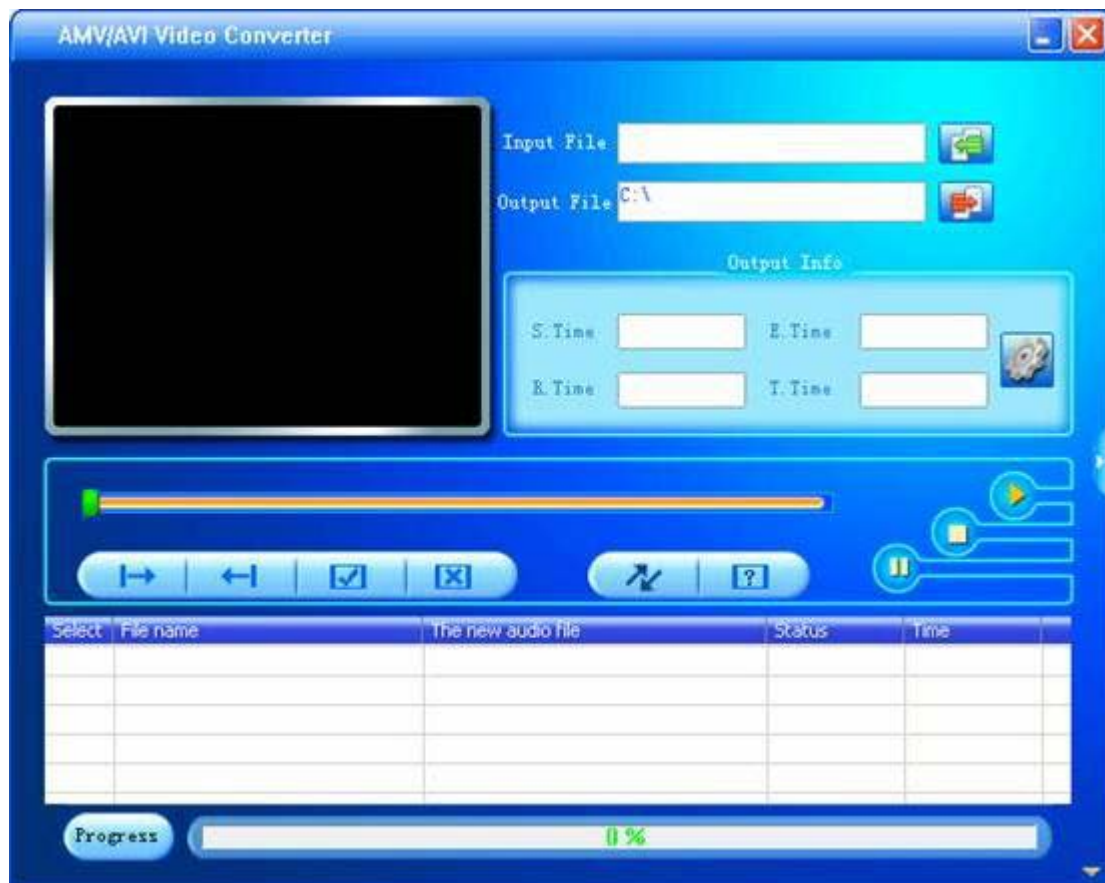 AMV/AVI Video Converter
Input File
Output File C:\
Output Info
S.Time E.Time
R.Time T.Time
?
Select File name The new audio file Status Time
Progress 0 %